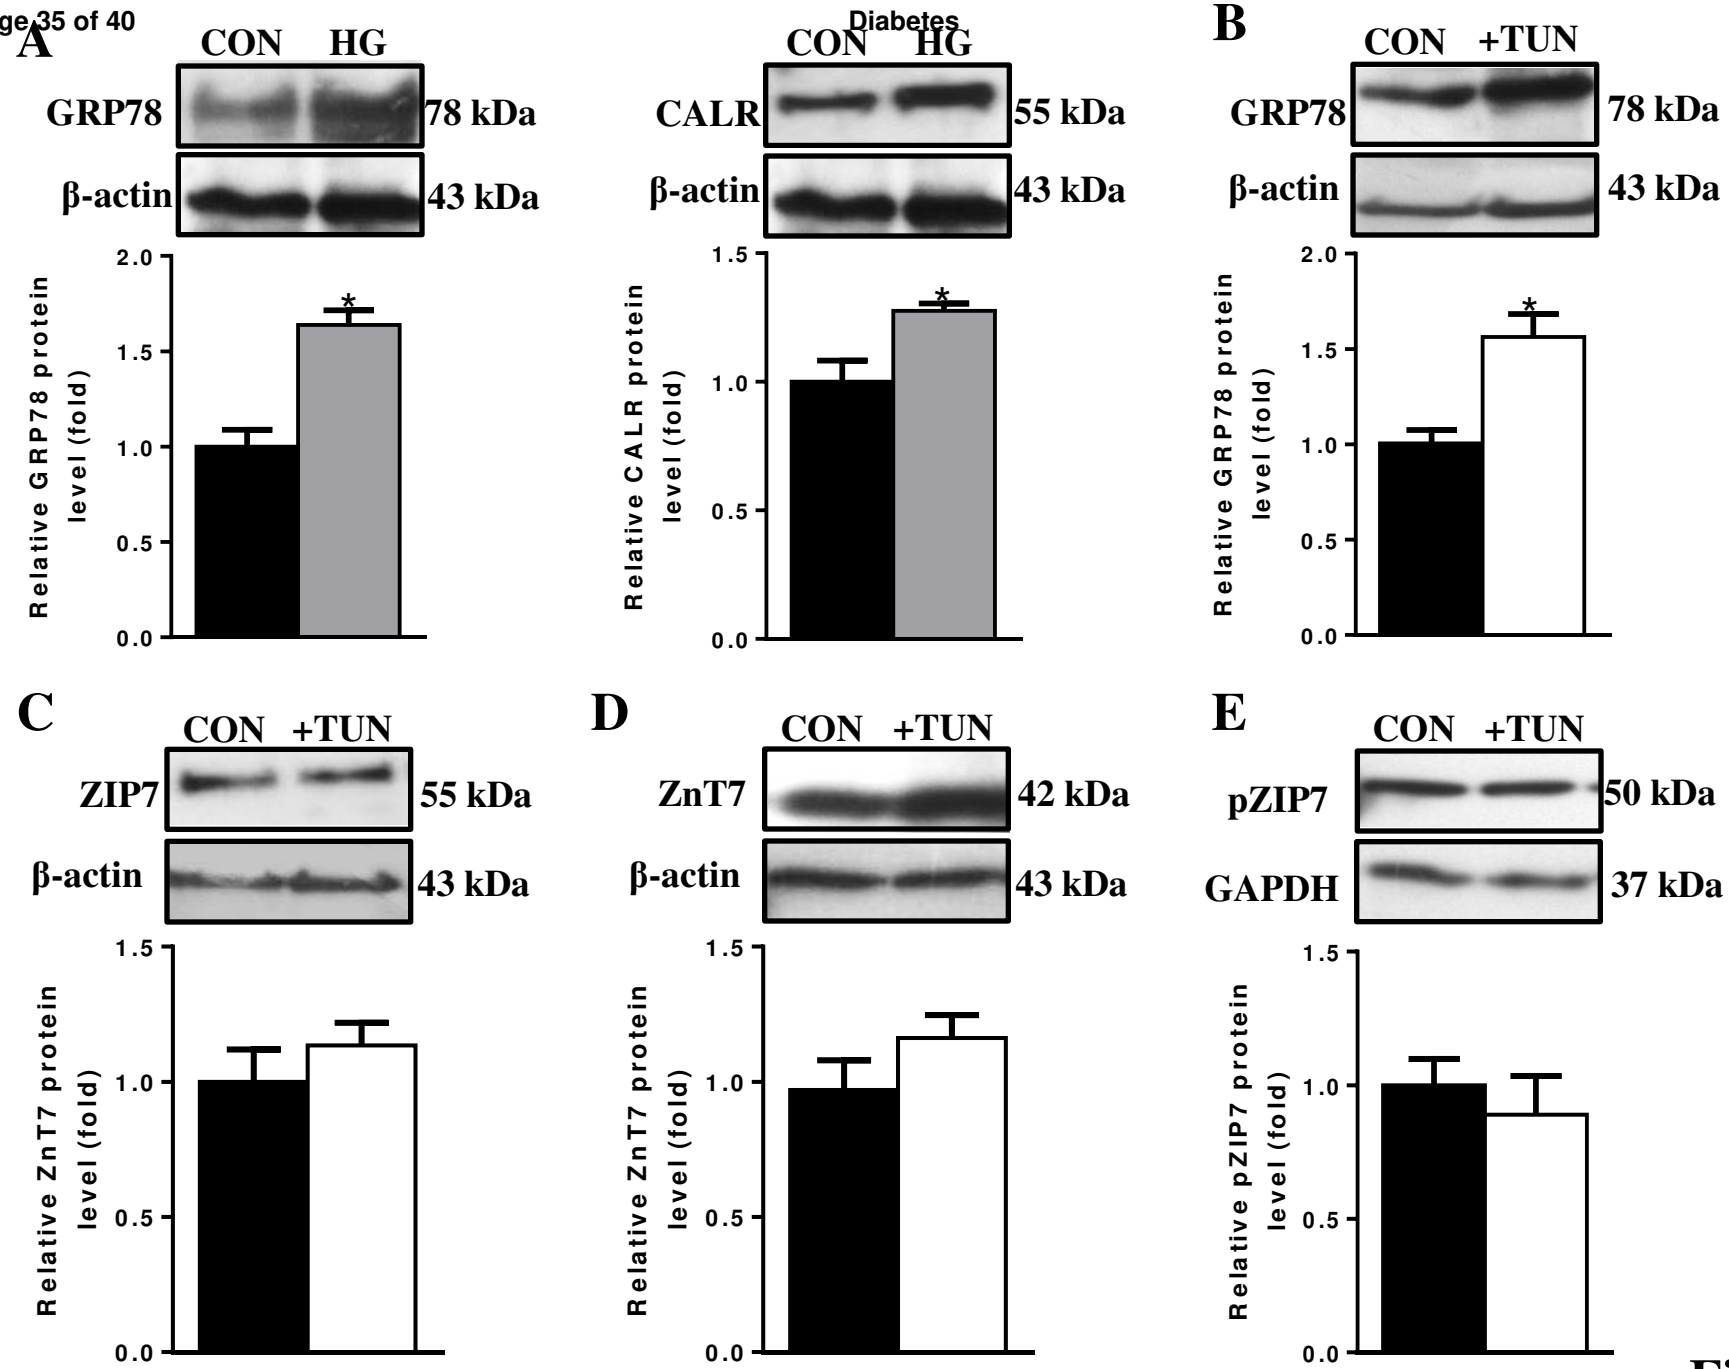 ge 35 of 40
Diabetes
A
CON HG
GRP78
78 kDa
β-actin
43 kDa
Relative GRP78 protein
level (fold)
2.0
1.5
1.0
0.5
0.0
*
CON HG
CALR
55 kDa
β-actin
43 kDa
Relative CALR protein
level (fold)
1.5
1.0
0.5
0.0
*
B
CON +TUN
GRP78
78 kDa
β-actin
43 kDa
Relative GRP78 protein
level (fold)
2.0
1.5
1.0
0.5
0.0
*
C
CON +TUN
ZIP7
55 kDa
β-actin
43 kDa
Relative ZnT7 protein
level (fold)
1.5
1.0
0.5
0.0
D
CON +TUN
ZnT7
42 kDa
β-actin
43 kDa
Relative ZnT7 protein
level (fold)
1.5
1.0
0.5
0.0
E
CON +TUN
pZIP7
50 kDa
GAPDH
37 kDa
Relative pZIP7 protein
level (fold)
1.5
1.0
0.5
0.0